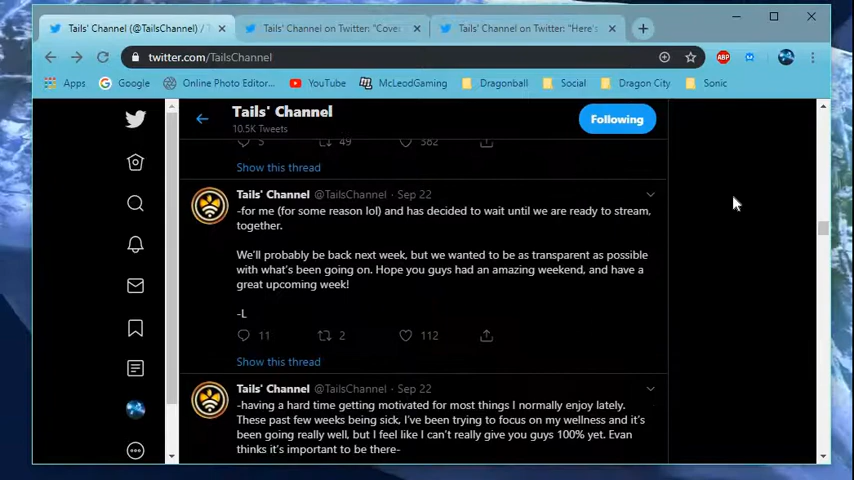 Tails' Channel (@TailsChannel) / T
Tails' Channel on Twitter: "Cover
Tails' Channel on Twitter: "Here's
twitter.com/TailsChannel
ABP
Apps
Google
Online Photo Editor...
YouTube
McLeodGaming
Dragonball
Social
Dragon City
Sonic
Tails' Channel
10.5K Tweets
Following
5
49
382
Show this thread
Tails' Channel @TailsChannel · Sep 22
-for me (for some reason lol) and has decided to wait until we are ready to stream,
together.
We'll probably be back next week, but we wanted to be as transparent as possible
with what's been going on. Hope you guys had an amazing weekend, and have a
great upcoming week!
-L
11
2
112
Show this thread
Tails' Channel @TailsChannel · Sep 22
-having a hard time getting motivated for most things I normally enjoy lately.
These past few weeks being sick, I've been trying to focus on my wellness and it's
been going really well, but I feel like I can't really give you guys 100% yet. Evan
thinks it's important to be there-